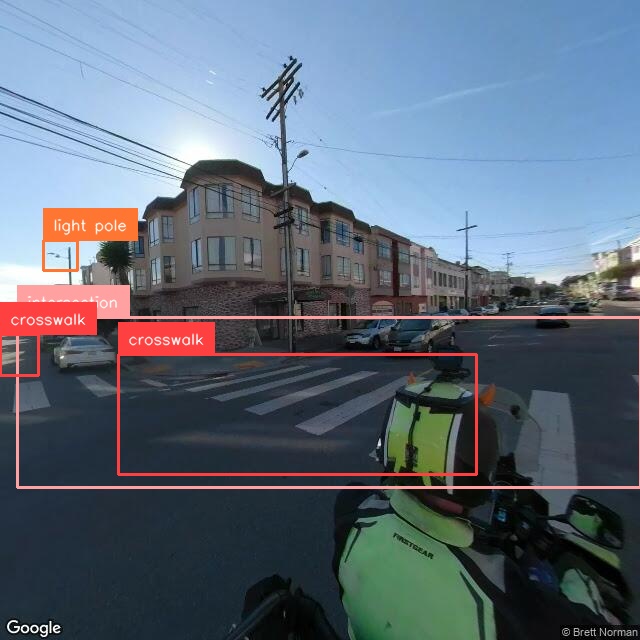 light pole
intersection
crosswalk
crosswalk
FIRSTGEAR
Google
© Brett Norman